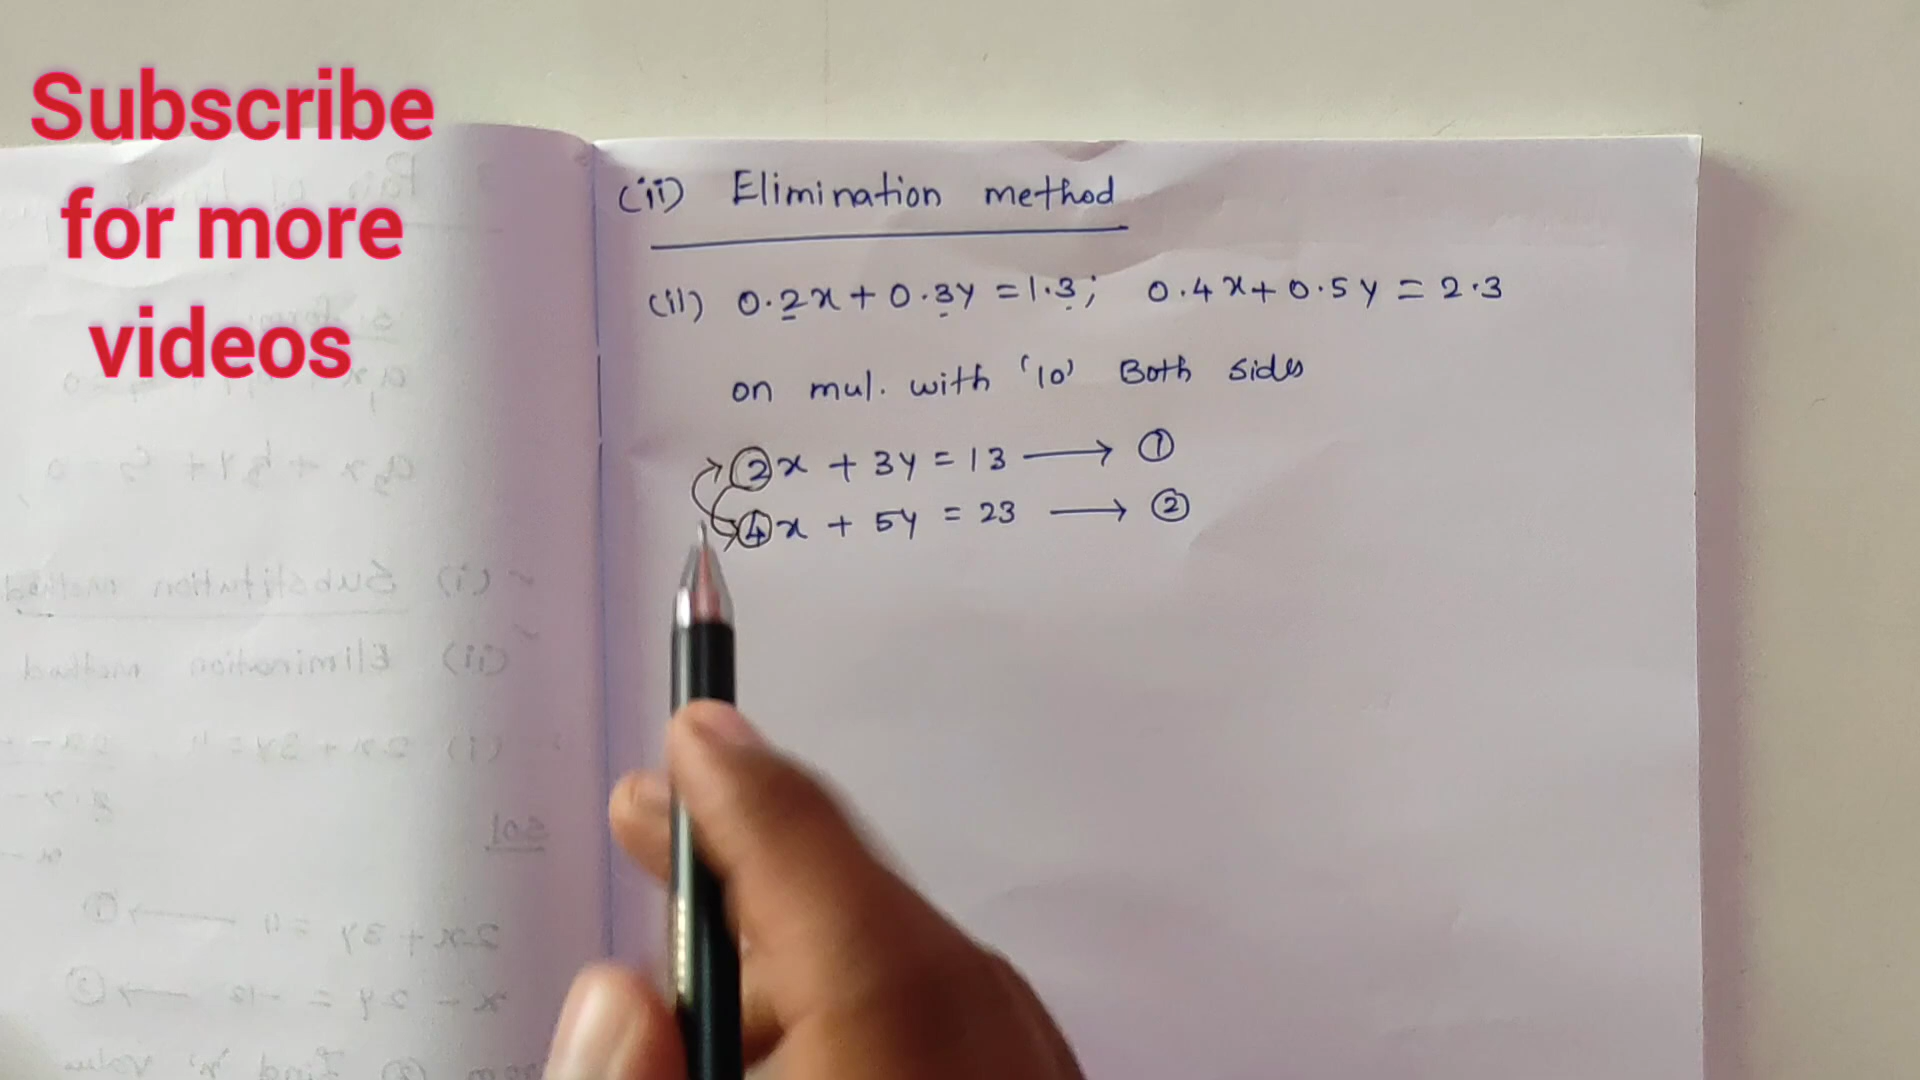 Subscribe
for more
videos
(ii) Elimination method
(ii) 0.2x + 0.3y = 1.3; 0.4x + 0.5y = 2.3
on mul. with '10' Both sides
2x + 3y = 13 ⟶ ①
4x + 5y = 23 ⟶ ②